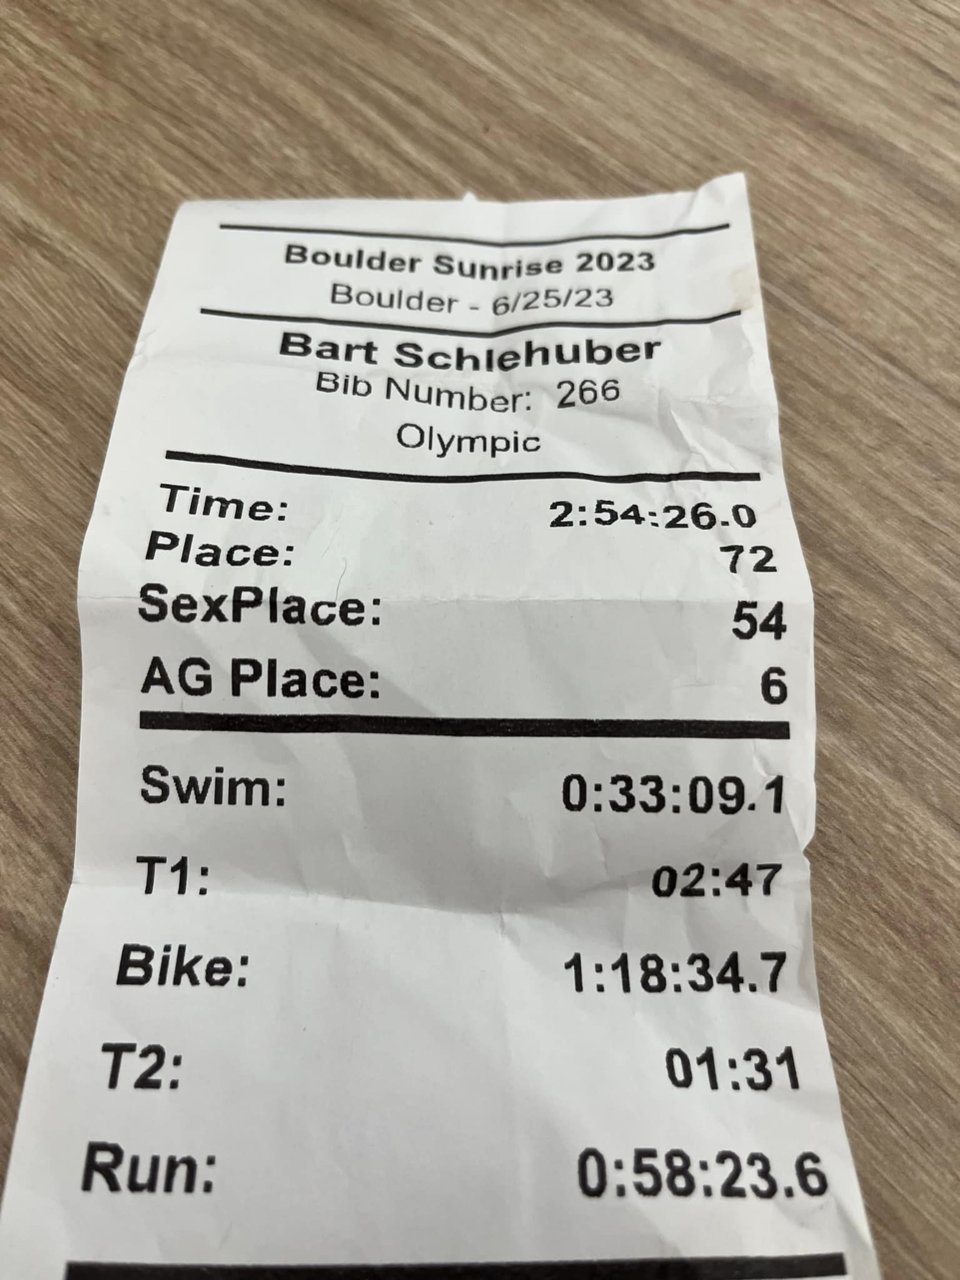 Boulder Sunrise 2023
Boulder - 6/25/23
Bart Schlehuber
Bib Number: 266
Olympic
Time: 2:54:26.0
Place: 72
SexPlace: 54
AG Place: 6
Swim: 0:33:09.1
T1: 02:47
Bike: 1:18:34.7
T2: 01:31
Run: 0:58:23.6